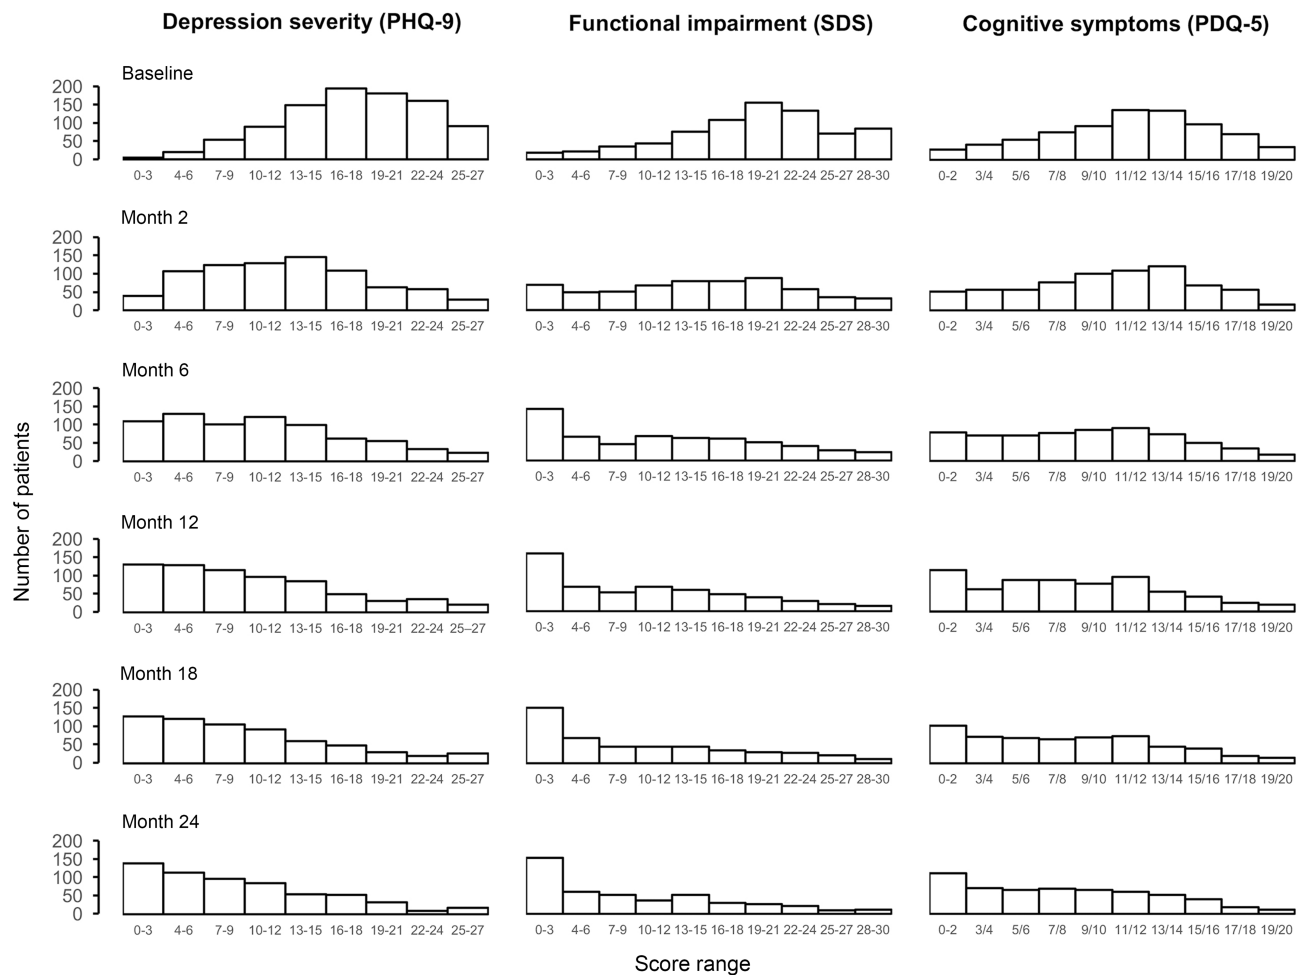 Depression severity (PHQ-9) Functional impairment (SDS) Cognitive symptoms (PDQ-5)
Baseline
200
150
100
50
0
0-3 4-6 7-9 10-12 13-15 16-18 19-21 22-24 25-27 0-3 4-6 7-9 10-12 13-15 16-18 19-21 22-24 25-27 28-30 0-2 3/4 5/6 7/8 9/10 11/12 13/14 15/16 17/18 19/20
Month 2
200
150
100
50
0
0-3 4-6 7-9 10-12 13-15 16-18 19-21 22-24 25-27 0-3 4-6 7-9 10-12 13-15 16-18 19-21 22-24 25-27 28-30 0-2 3/4 5/6 7/8 9/10 11/12 13/14 15/16 17/18 19/20
Month 6
200
150
100
50
0
0-3 4-6 7-9 10-12 13-15 16-18 19-21 22-24 25-27 0-3 4-6 7-9 10-12 13-15 16-18 19-21 22-24 25-27 28-30 0-2 3/4 5/6 7/8 9/10 11/12 13/14 15/16 17/18 19/20
Number of patients
Month 12
200
150
100
50
0
0-3 4-6 7-9 10-12 13-15 16-18 19-21 22-24 25–27 0-3 4-6 7-9 10-12 13-15 16-18 19-21 22-24 25-27 28-30 0-2 3/4 5/6 7/8 9/10 11/12 13/14 15/16 17/18 19/20
Month 18
200
150
100
50
0
0-3 4-6 7-9 10-12 13-15 16-18 19-21 22-24 25-27 0-3 4-6 7-9 10-12 13-15 16-18 19-21 22-24 25-27 28-30 0-2 3/4 5/6 7/8 9/10 11/12 13/14 15/16 17/18 19/20
Month 24
200
150
100
50
0
0-3 4-6 7-9 10-12 13-15 16-18 19-21 22-24 25-27 0-3 4-6 7-9 10-12 13-15 16-18 19-21 22-24 25-27 28-30 0-2 3/4 5/6 7/8 9/10 11/12 13/14 15/16 17/18 19/20
Score range